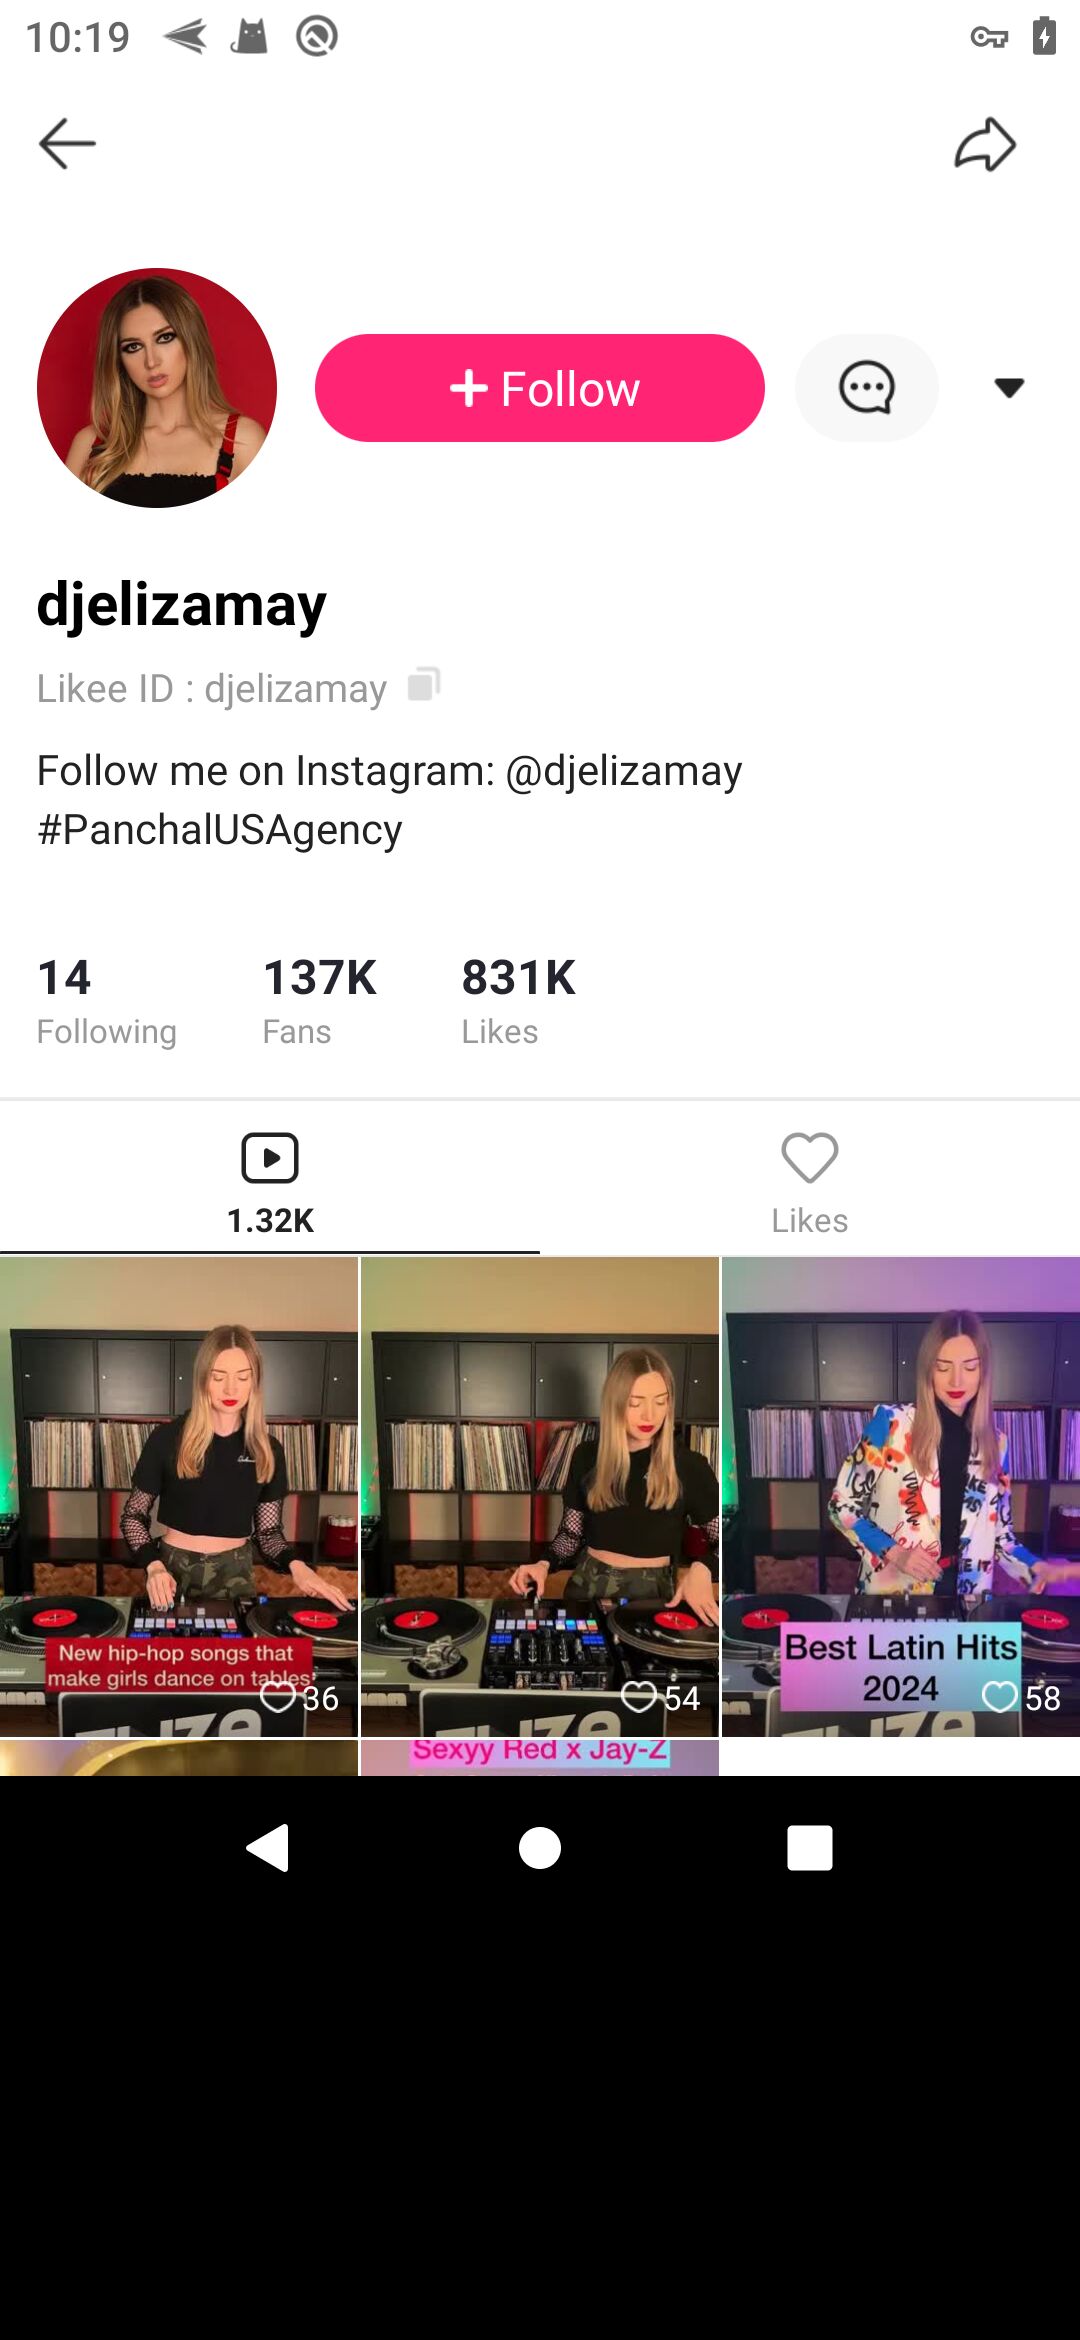 10:19
Follow
djelizamay
Likee ID : djelizamay
Follow me on Instagram: @djelizamay
#PanchalUSAgency
14
137K
831K
Following
Fans
Likes
1.32K
Likes
New hip-hop songs that
make girls dance on tables
36
54
Best Latin Hits
2024
58
Sexyy Red x Jay-Z